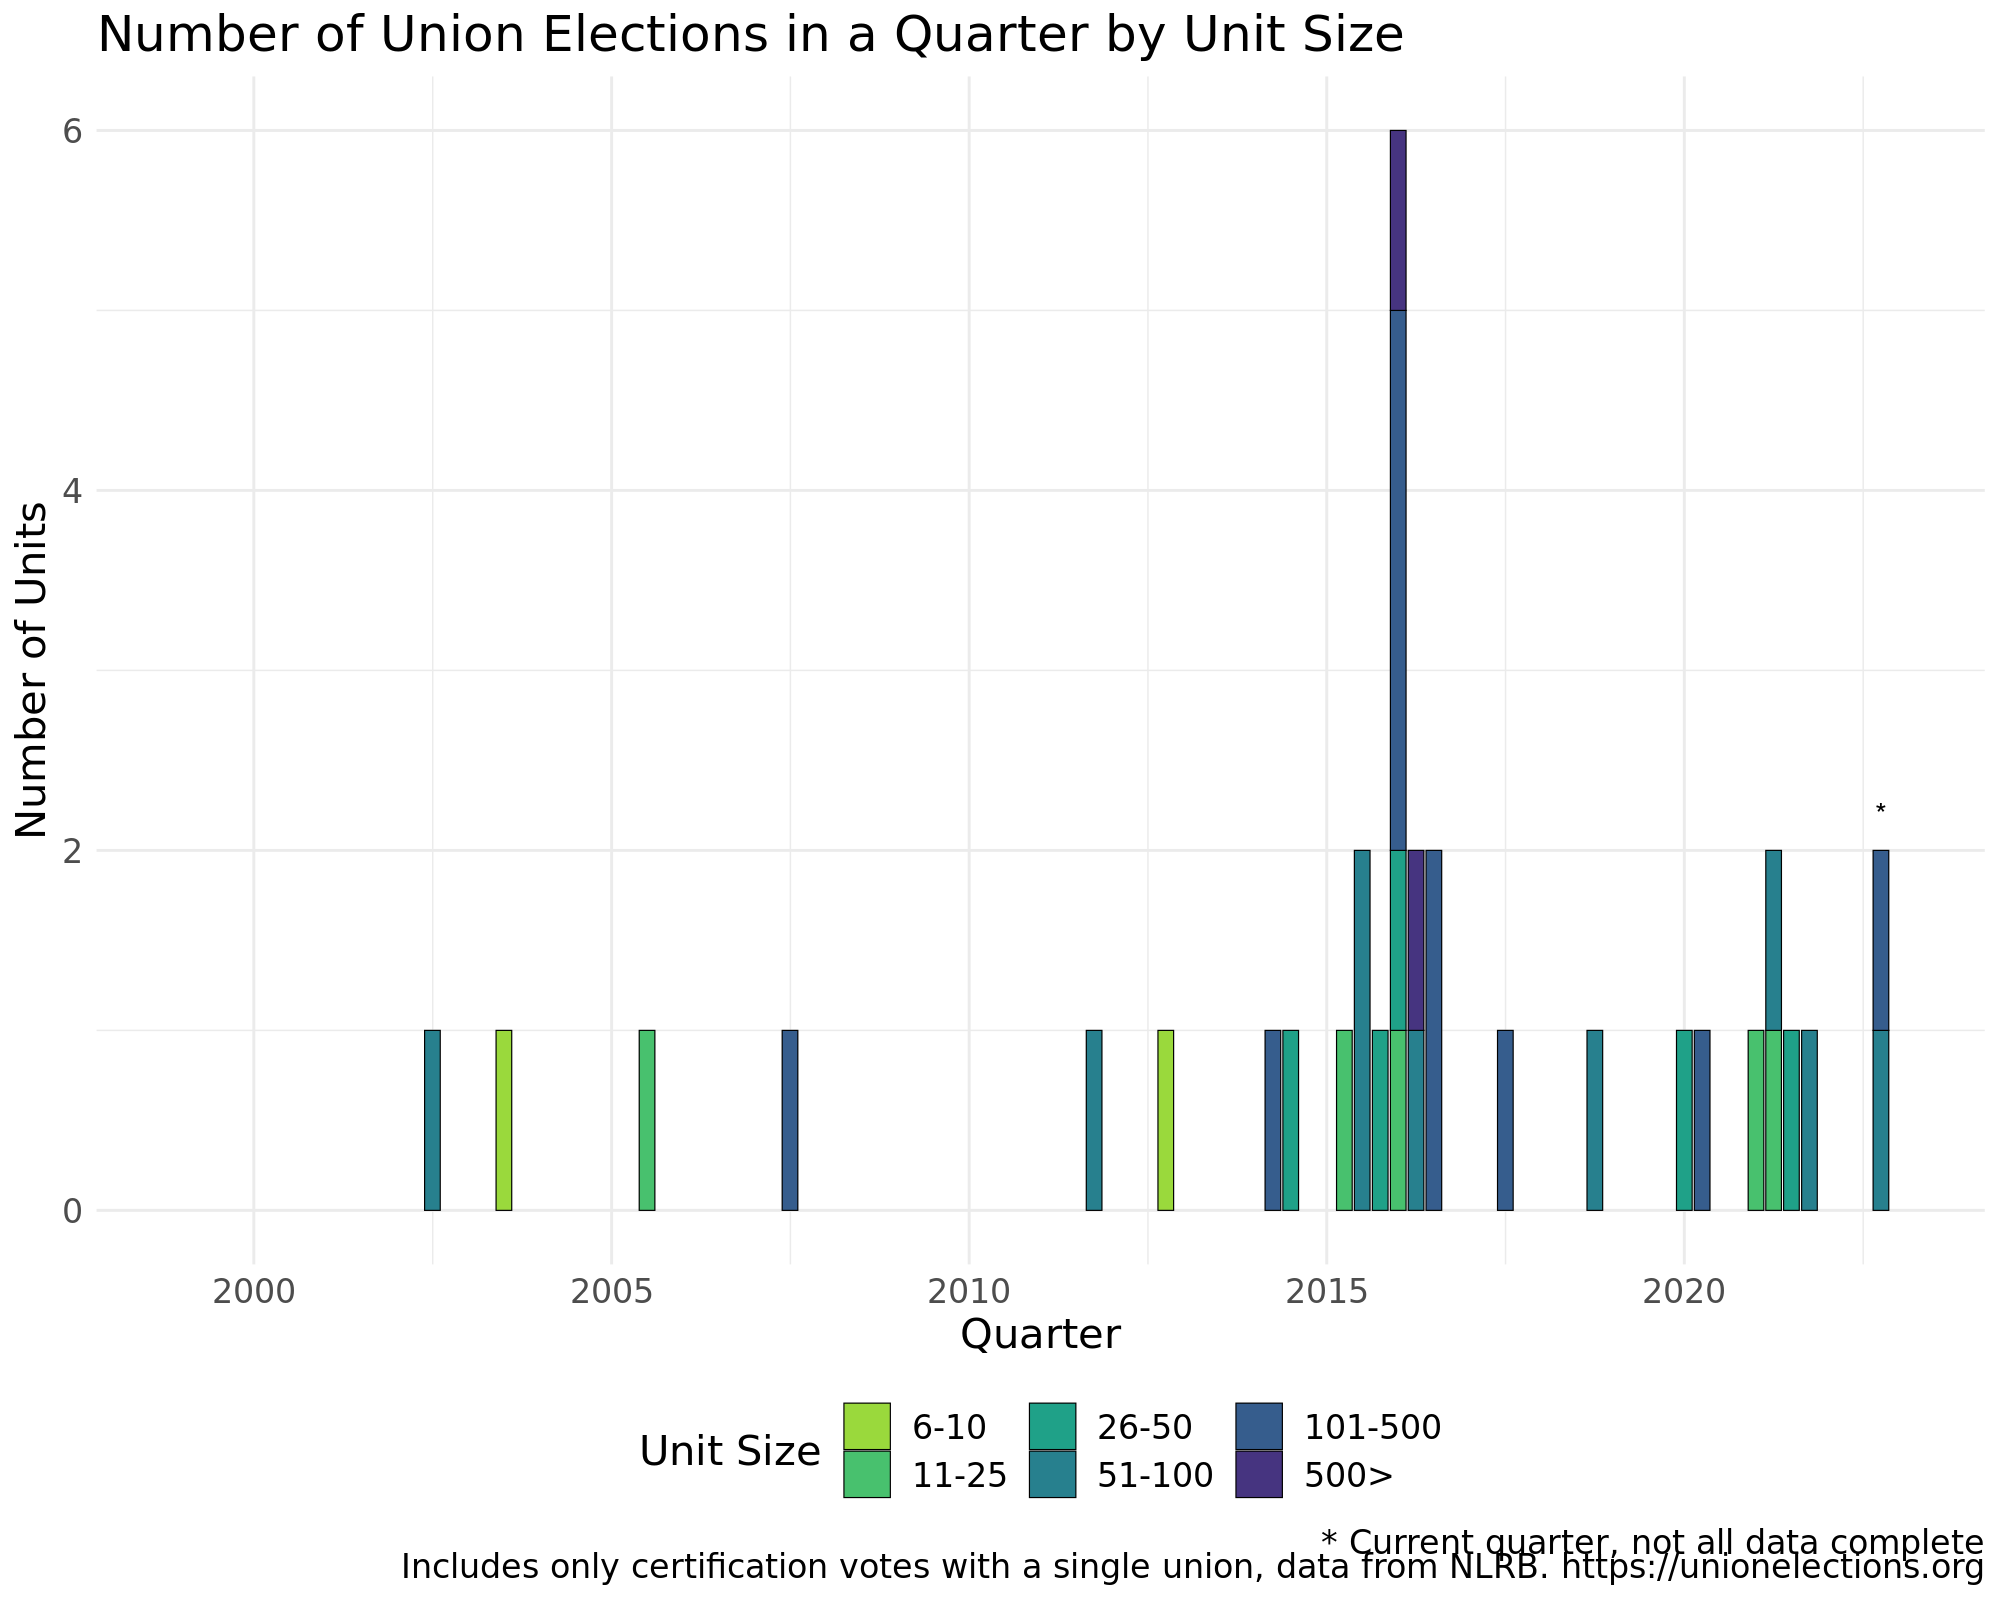 Number of Union Elections in a Quarter by Unit Size
Number of Units
6
4
2
0
*
2000 2005 2010 2015 2020
Quarter
Unit Size
6-10 26-50 101-500
11-25 51-100 500>
* Current quarter, not all data complete
Includes only certification votes with a single union, data from NLRB. https://unionelections.org